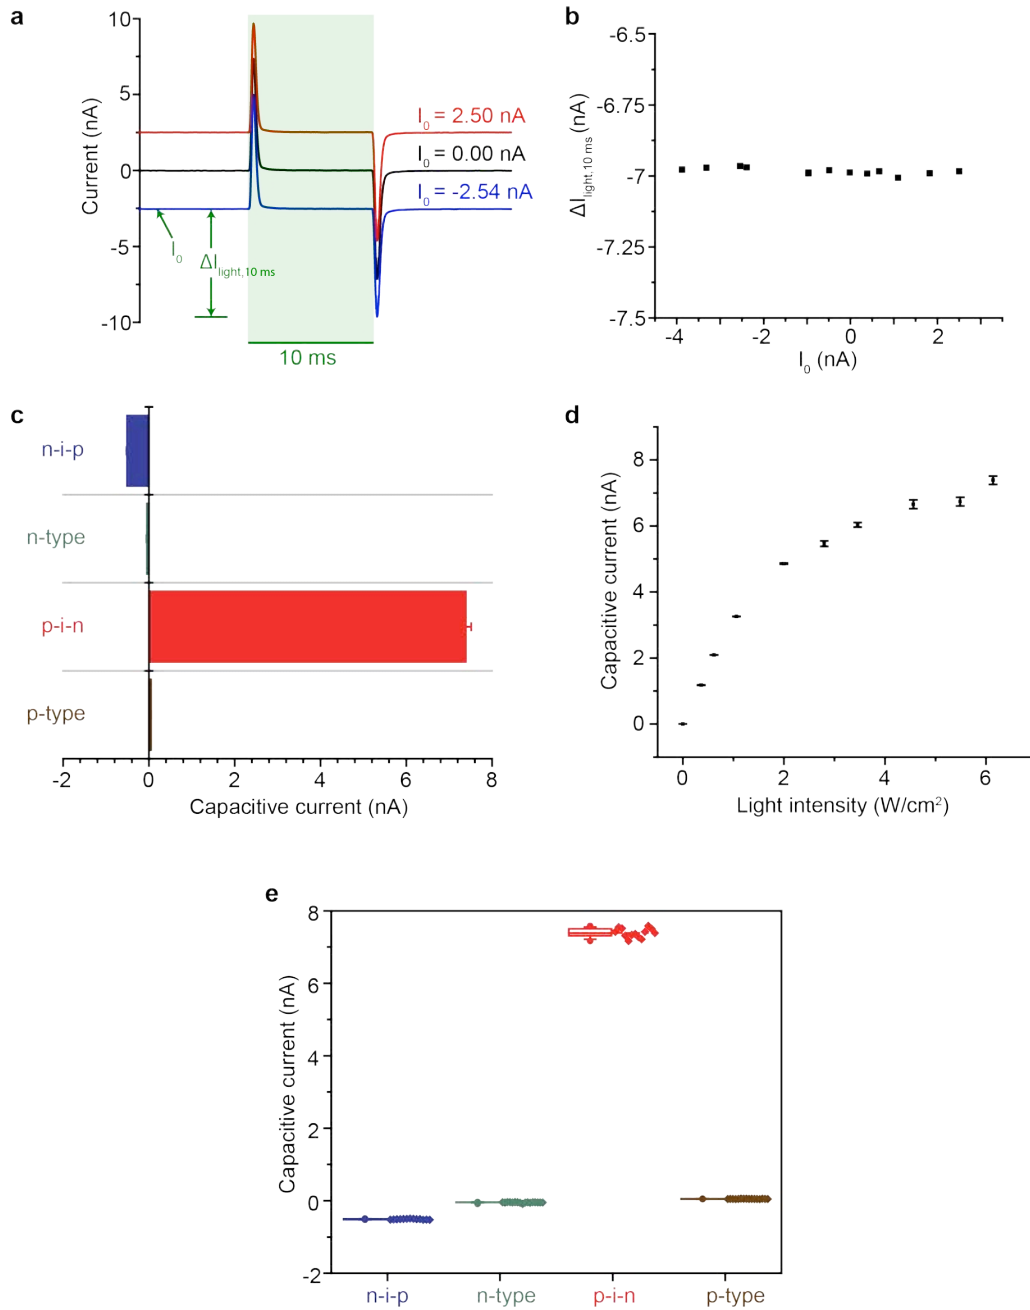 a
10
5
0
-5
-10
Current (nA)
I0 = 2.50 nA
I0 = 0.00 nA
I0 = -2.54 nA
I0
ΔIlight,10 ms
10 ms
b
-6.5
-6.75
-7
-7.25
-7.5
ΔIlight,10 ms (nA)
-4 -2 0 2
I0 (nA)
c
n-i-p
n-type
p-i-n
p-type
-2 0 2 4 6 8
Capacitive current (nA)
d
8
6
4
2
0
Capacitive current (nA)
0 2 4 6
Light intensity (W/cm²)
e
8
6
4
2
0
-2
Capacitive current (nA)
n-i-p n-type p-i-n p-type